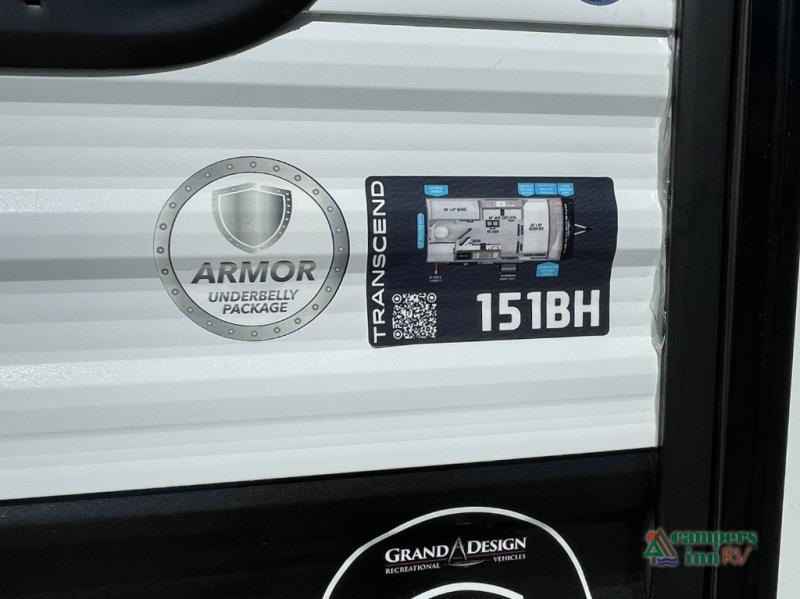 ARMOR
UNDERBELLY
PACKAGE
TRANSCEND
151BH
GRAND DESIGN
RECREATIONAL VEHICLES
campers
inn RV